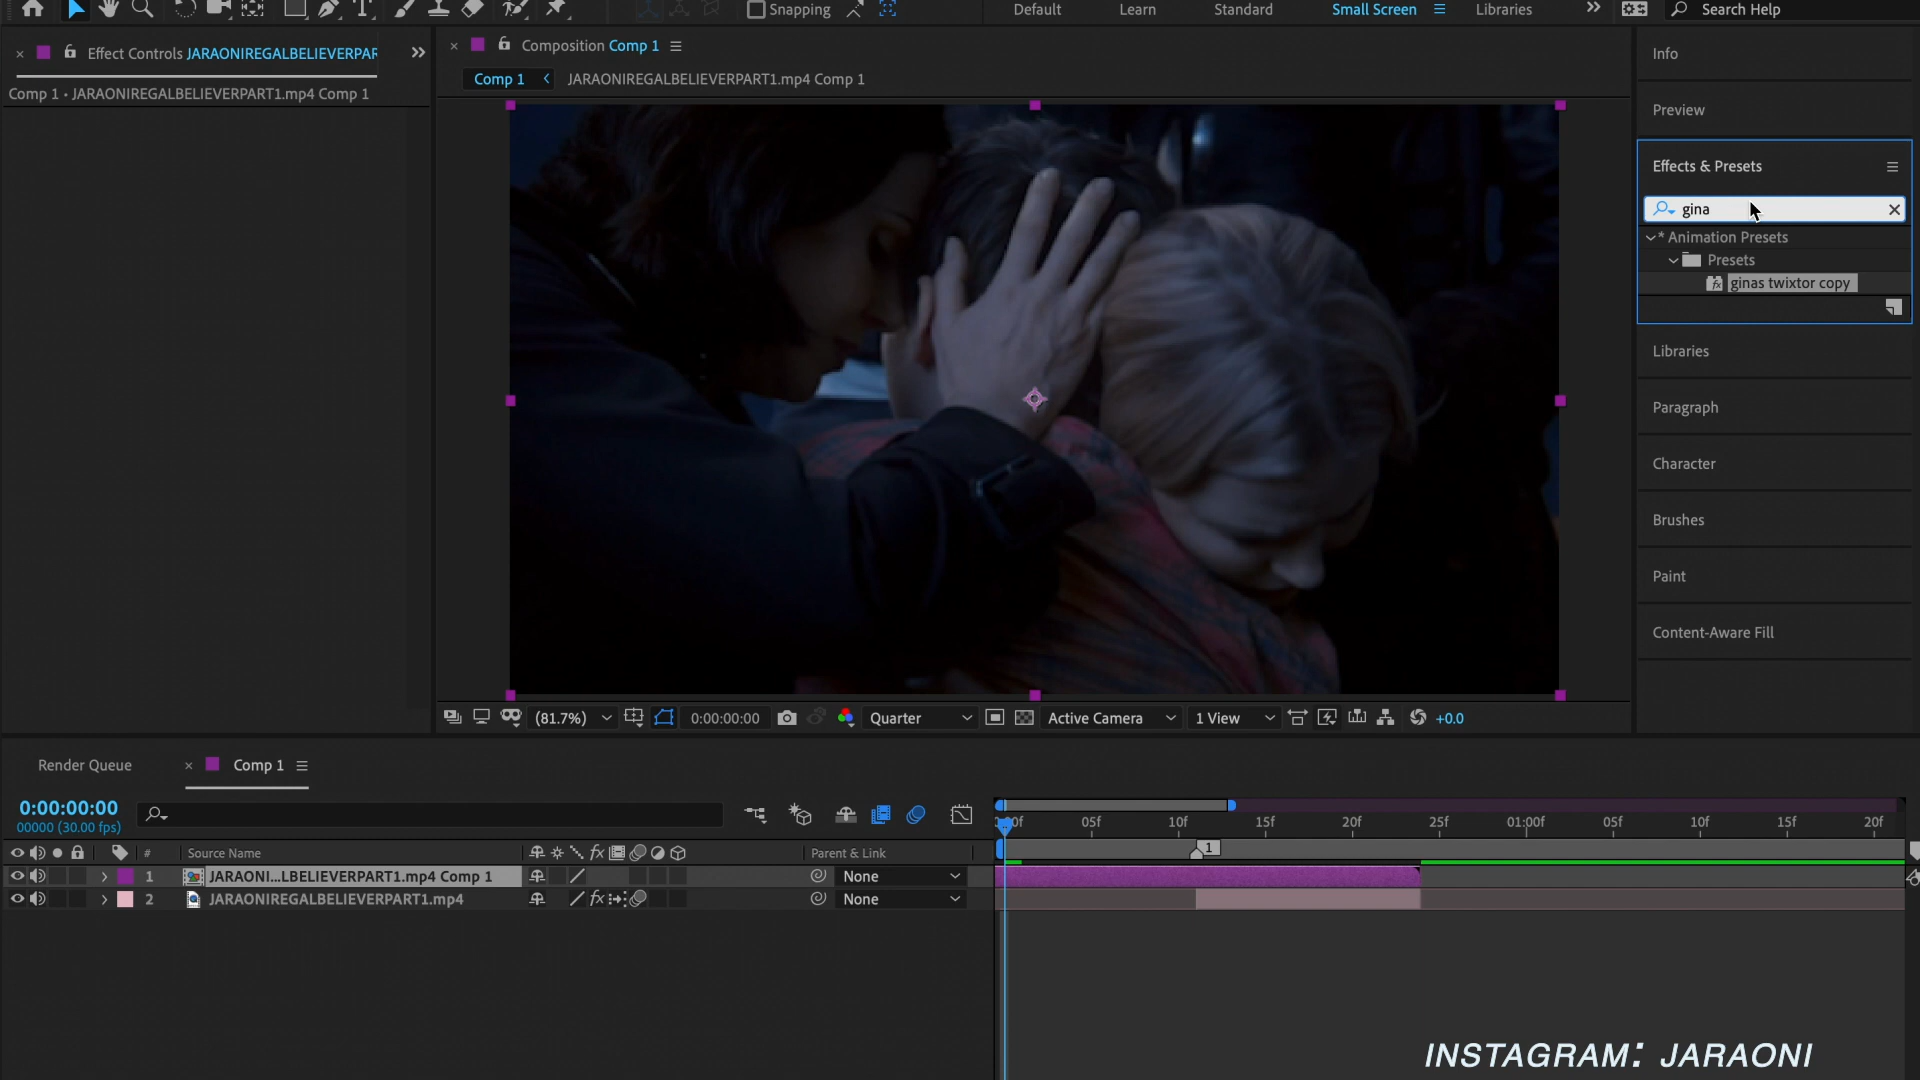 Snapping
Default
Learn
Standard
Small Screen
Libraries
Search Help
Effect Controls JARAONIREGALBELIEVERPAR
Comp 1 • JARAONIREGALBELIEVERPART1.mp4 Comp 1
Composition Comp 1
Comp 1
JARAONIREGALBELIEVERPART1.mp4 Comp 1
Info
Preview
Effects & Presets
gina
* Animation Presets
Presets
ginas twixtor copy
Libraries
Paragraph
Character
Brushes
Paint
Content-Aware Fill
(81.7%)
0:00:00:00
Quarter
Active Camera
1 View
+0.0
Render Queue
Comp 1
0:00:00:00
00000 (30.00 fps)
05f
10f
15f
20f
25f
01:00f
05f
10f
15f
20f
1
#
Source Name
Parent & Link
1
JARAONI...LBELIEVERPART1.mp4 Comp 1
None
2
JARAONIREGALBELIEVERPART1.mp4
fx
None
INSTAGRAM: JARAONI